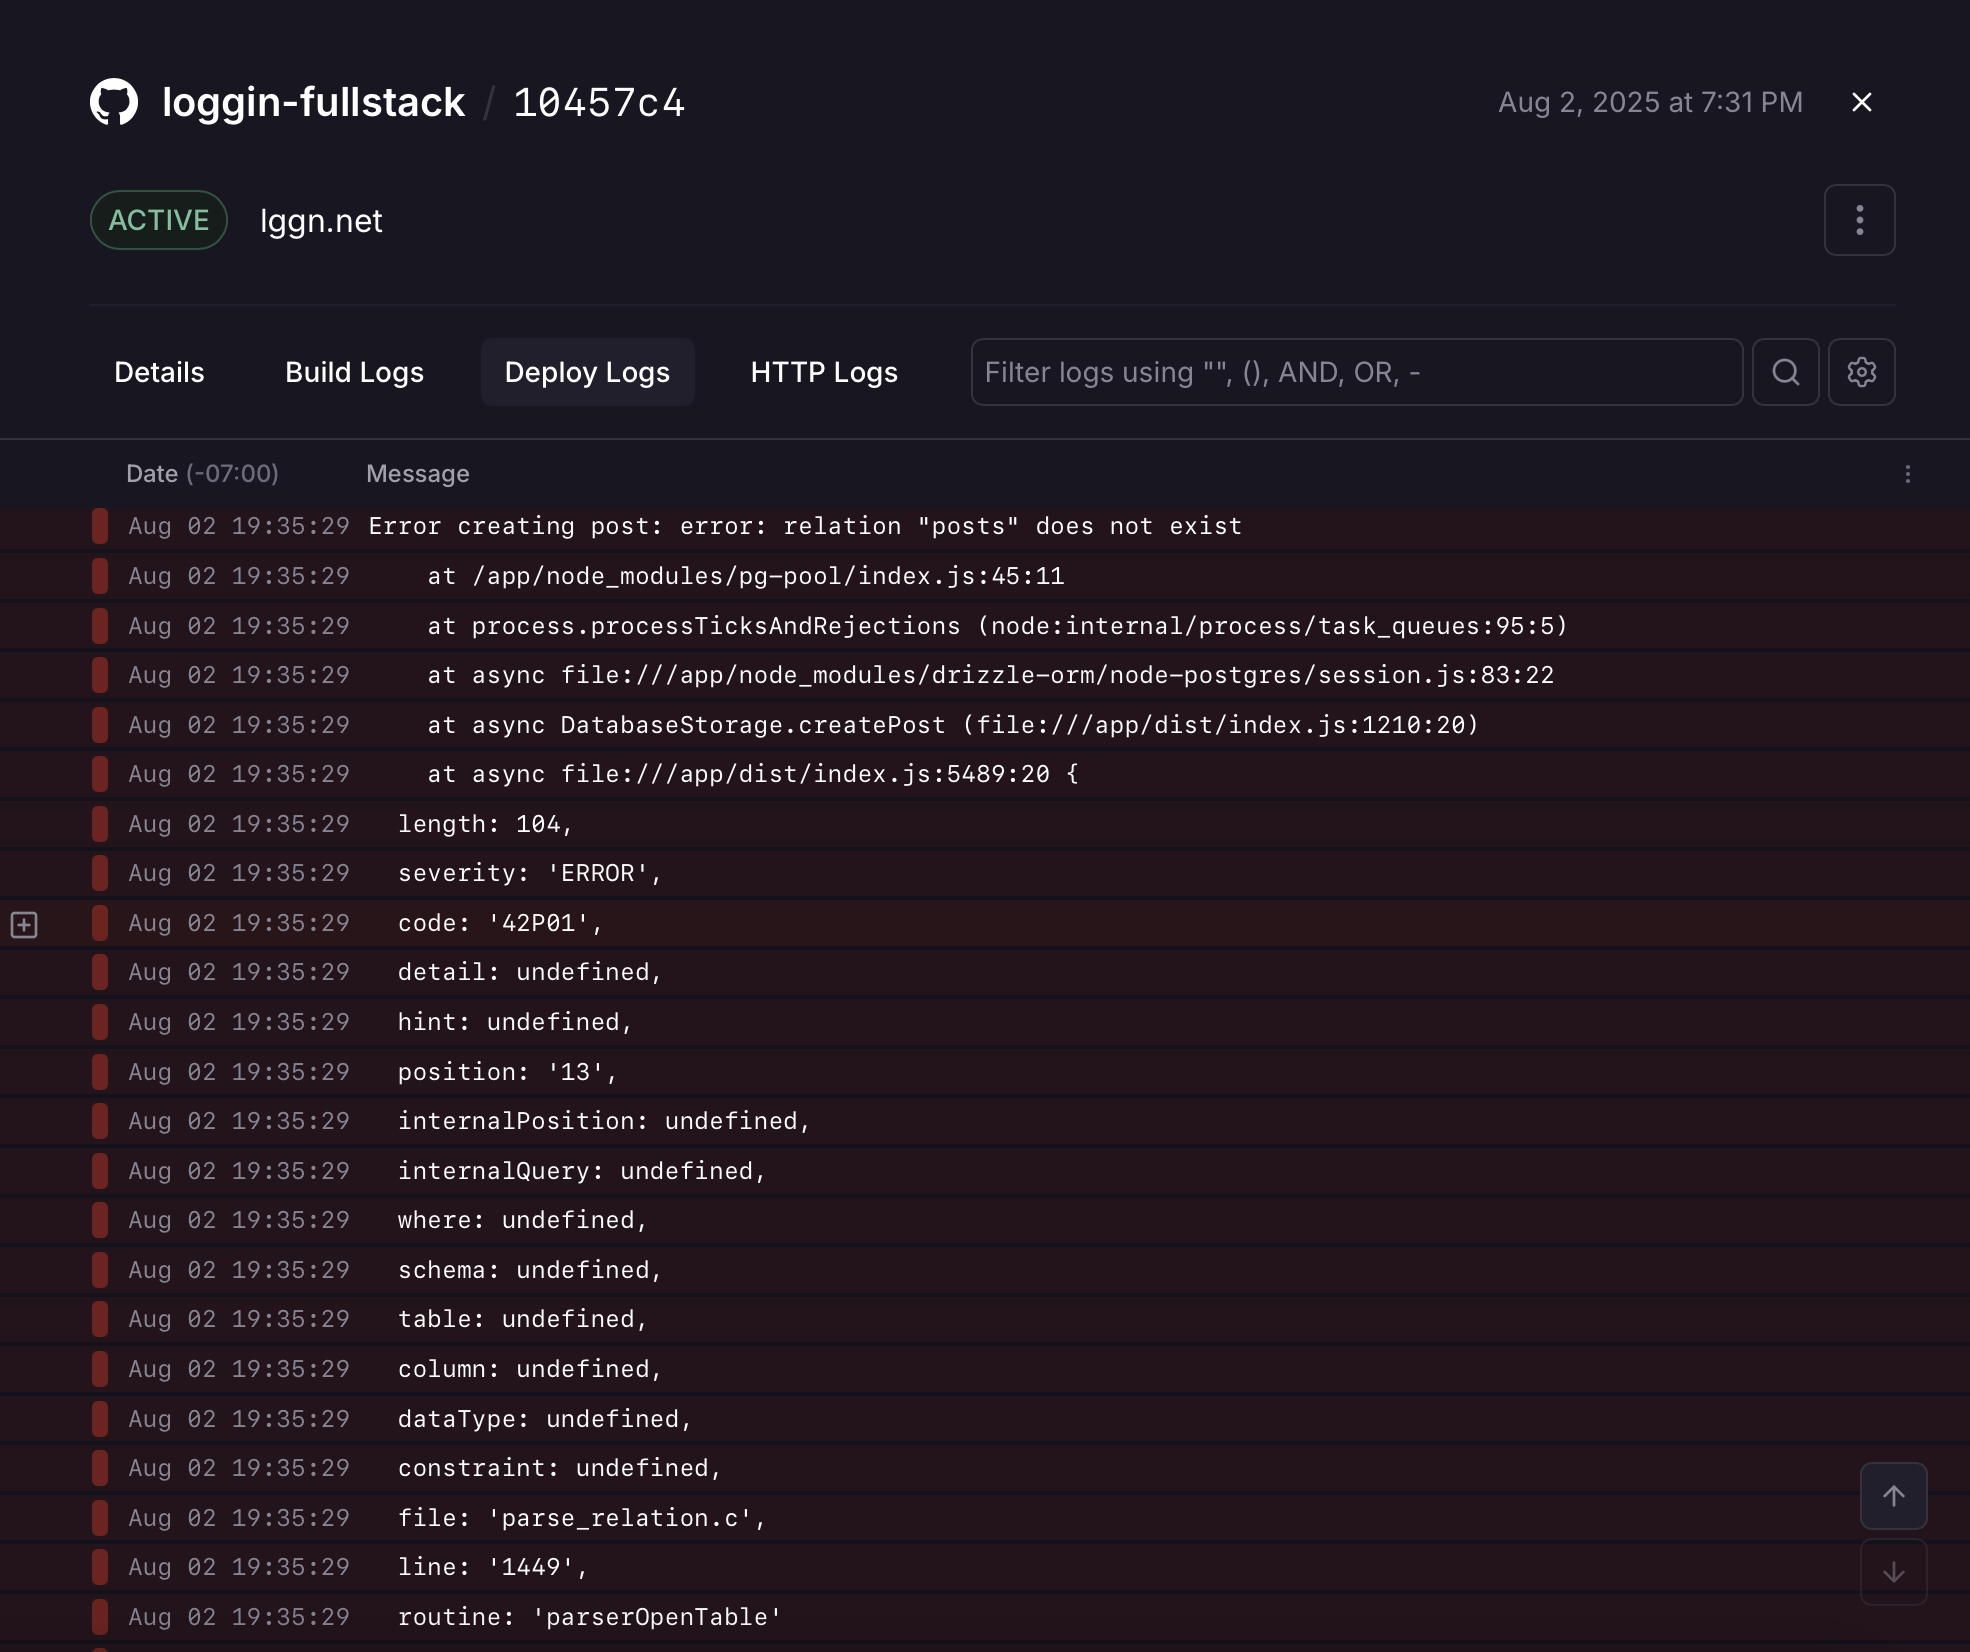 loggin-fullstack / 10457c4
Aug 2, 2025 at 7:31 PM
ACTIVE lggn.net
Details Build Logs Deploy Logs HTTP Logs Filter logs using "", (), AND, OR, -
Date (-07:00) Message
Aug 02 19:35:29 Error creating post: error: relation "posts" does not exist
Aug 02 19:35:29     at /app/node_modules/pg-pool/index.js:45:11
Aug 02 19:35:29     at process.processTicksAndRejections (node:internal/process/task_queues:95:5)
Aug 02 19:35:29     at async file:///app/node_modules/drizzle-orm/node-postgres/session.js:83:22
Aug 02 19:35:29     at async DatabaseStorage.createPost (file:///app/dist/index.js:1210:20)
Aug 02 19:35:29     at async file:///app/dist/index.js:5489:20 {
Aug 02 19:35:29   length: 104,
Aug 02 19:35:29   severity: 'ERROR',
Aug 02 19:35:29   code: '42P01',
Aug 02 19:35:29   detail: undefined,
Aug 02 19:35:29   hint: undefined,
Aug 02 19:35:29   position: '13',
Aug 02 19:35:29   internalPosition: undefined,
Aug 02 19:35:29   internalQuery: undefined,
Aug 02 19:35:29   where: undefined,
Aug 02 19:35:29   schema: undefined,
Aug 02 19:35:29   table: undefined,
Aug 02 19:35:29   column: undefined,
Aug 02 19:35:29   dataType: undefined,
Aug 02 19:35:29   constraint: undefined,
Aug 02 19:35:29   file: 'parse_relation.c',
Aug 02 19:35:29   line: '1449',
Aug 02 19:35:29   routine: 'parserOpenTable'